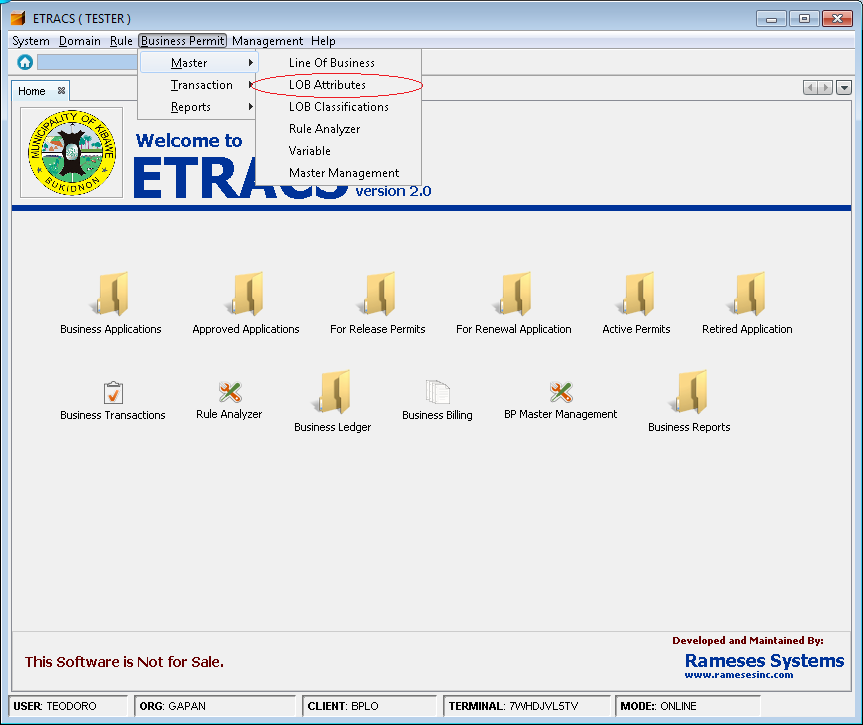 ETRACS ( TESTER )
System Domain Rule Business Permit Management Help
Master
Transaction
Reports
Line Of Business
LOB Attributes
LOB Classifications
Rule Analyzer
Variable
Master Management
Home
MUNICIPALITY OF KIBAWE
BUKIDNON
Welcome to
ETRACS
version 2.0
Business Applications
Approved Applications
For Release Permits
For Renewal Application
Active Permits
Retired Application
Business Transactions
Rule Analyzer
Business Ledger
Business Billing
BP Master Management
Business Reports
This Software is Not for Sale.
Developed and Maintained By:
Rameses Systems
www.ramesesinc.com
USER: TEODORO ORG: GAPAN CLIENT: BPLO TERMINAL: 7WHDJVL5TV MODE: ONLINE